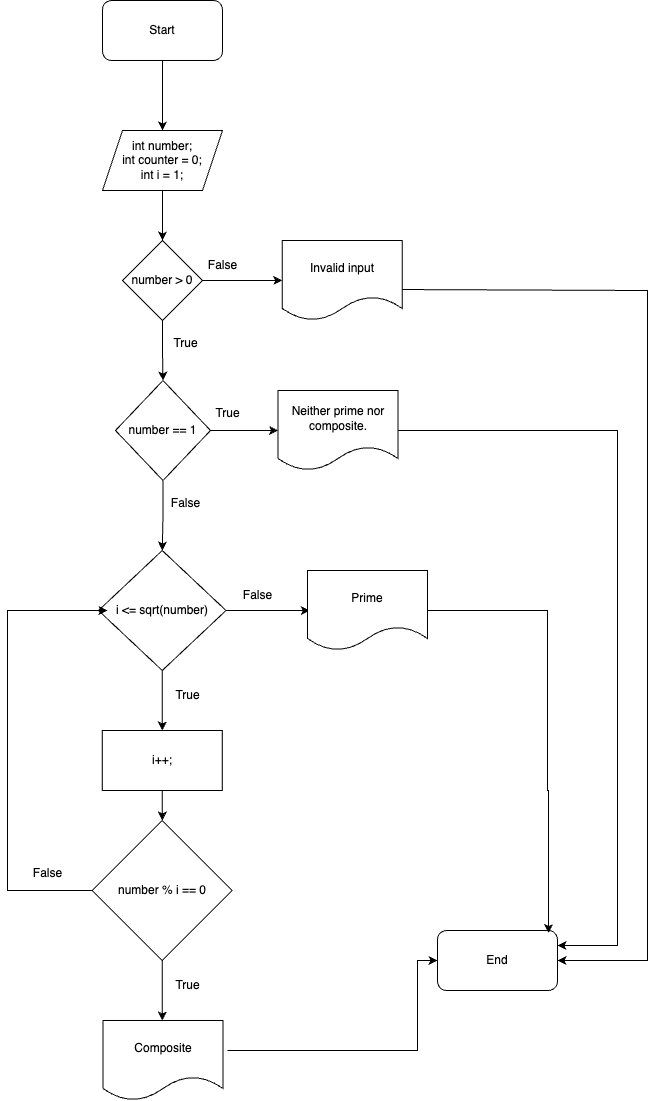 Start
int number;
int counter = 0;
int i = 1;
number > 0
False
Invalid input
True
number == 1
True
Neither prime nor
composite.
False
i <= sqrt(number)
False
Prime
True
i++;
number % i == 0
False
True
Composite
End